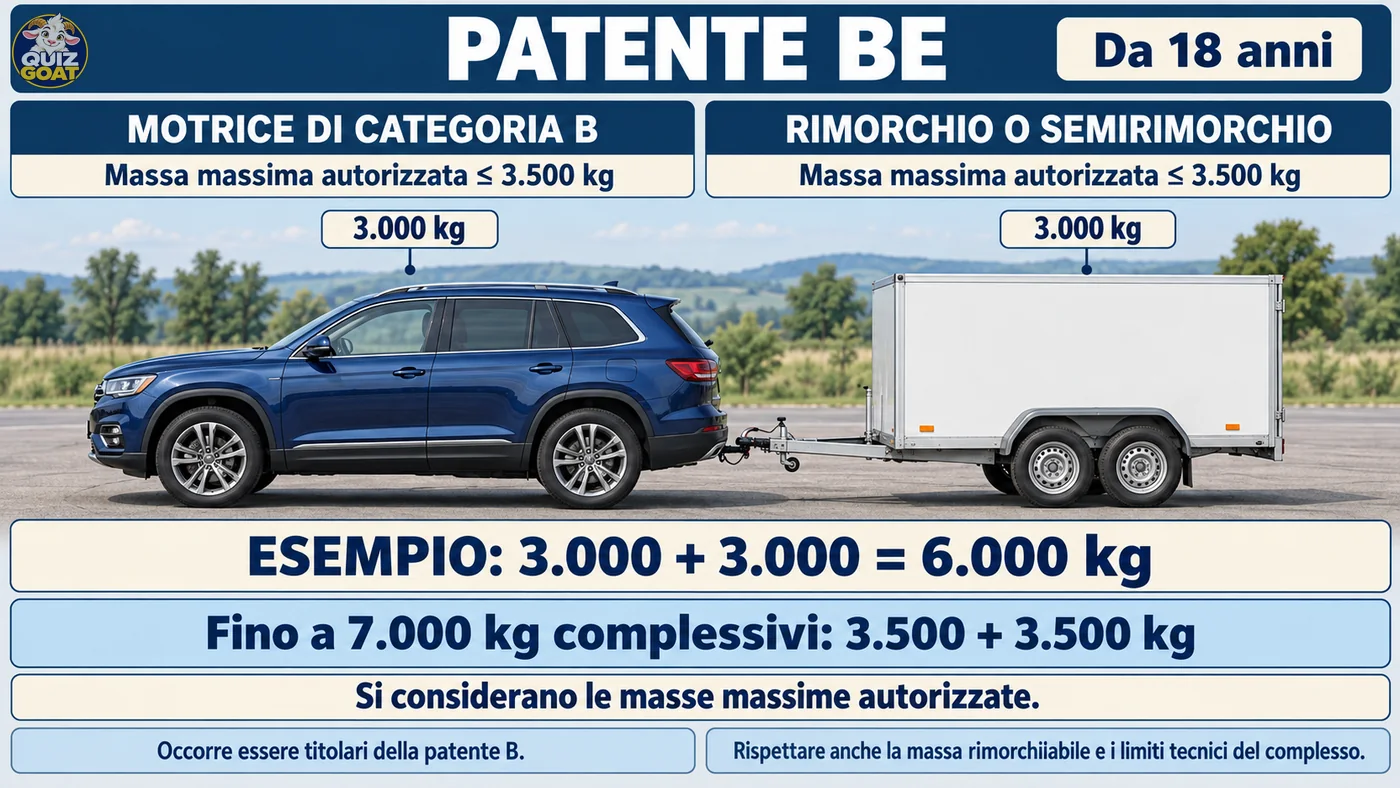 QUIZ
GOAT
PATENTE BE
Da 18 anni
MOTRICE DI CATEGORIA B
Massa massima autorizzata ≤ 3.500 kg
RIMORCHIO O SEMIRIMORCHIO
Massa massima autorizzata ≤ 3.500 kg
3.000 kg
3.000 kg
ESEMPIO: 3.000 + 3.000 = 6.000 kg
Fino a 7.000 kg complessivi: 3.500 + 3.500 kg
Si considerano le masse massime autorizzate.
Occorre essere titolari della patente B.
Rispettare anche la massa rimorchiabile e i limiti tecnici del complesso.